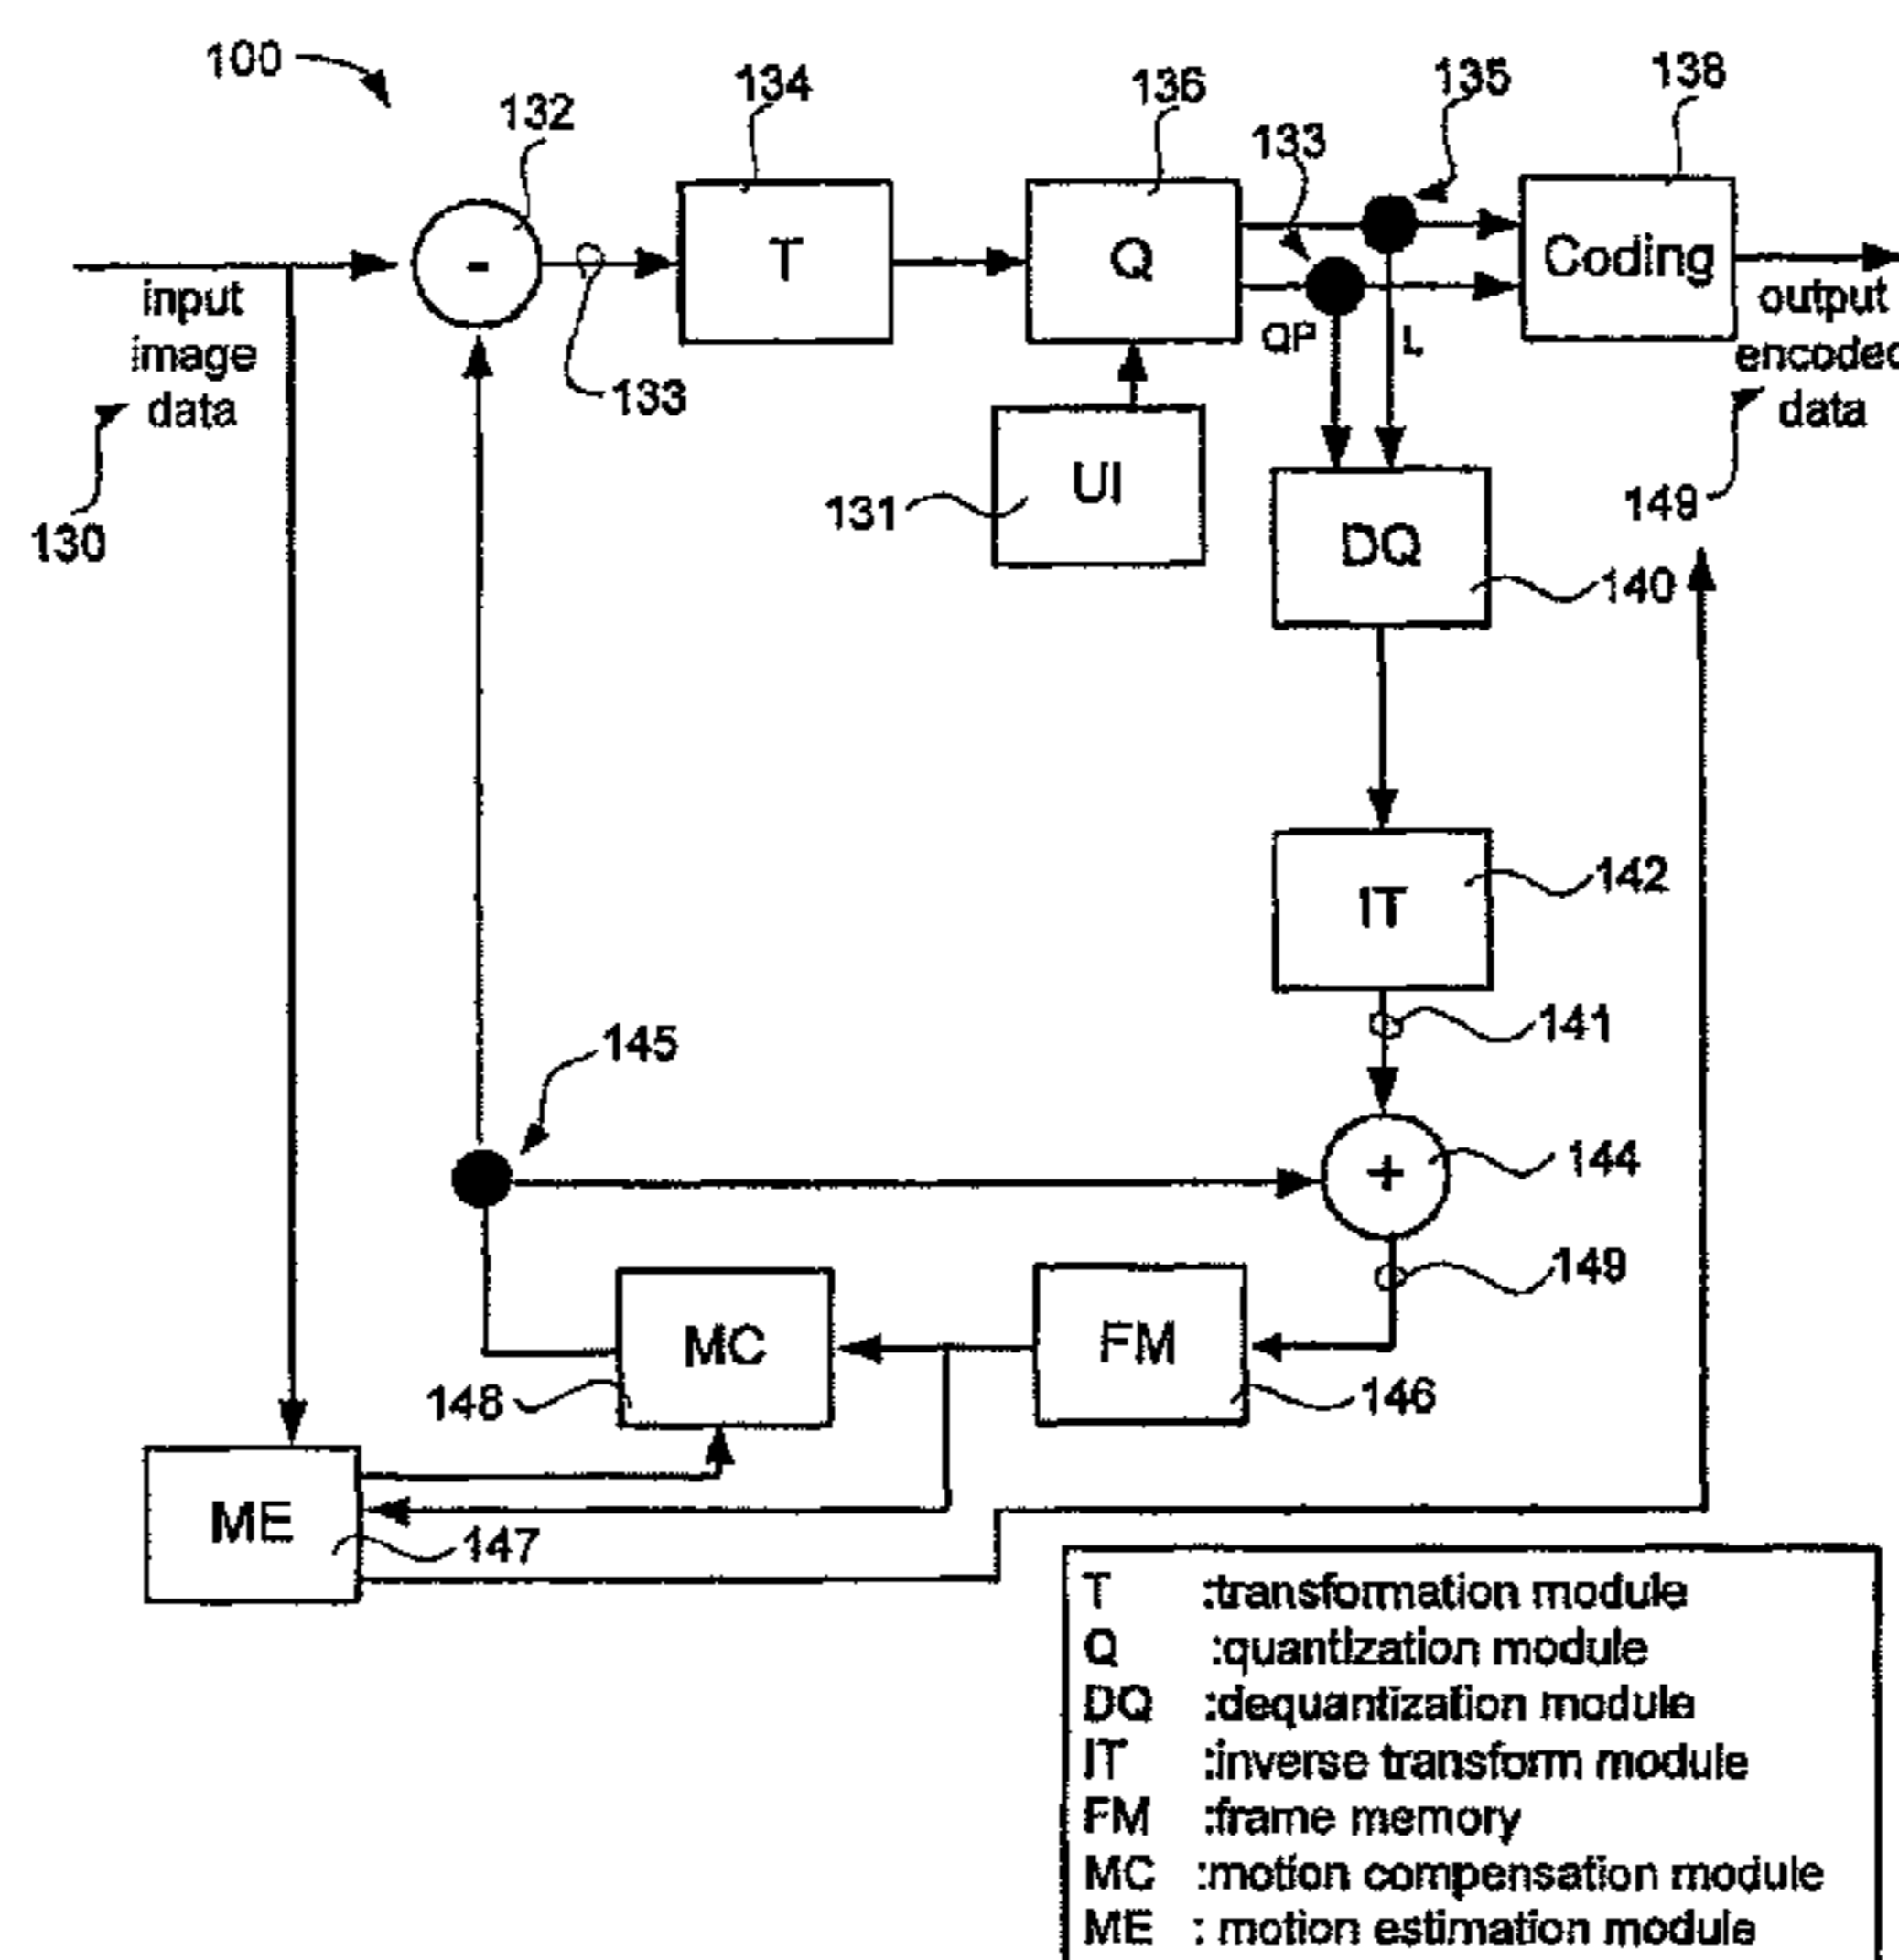 100
132
134
136
133
135
138
-
T
Q
Coding
input
image
data
output
encoded
data
QP
L
133
130
131
UI
149
DQ
140
IT
142
141
145
+
144
149
MC
FM
148
146
ME
147
T :transformation module
Q :quantization module
DQ :dequantization module
IT :inverse transform module
FM :frame memory
MC :motion compensation module
ME : motion estimation module